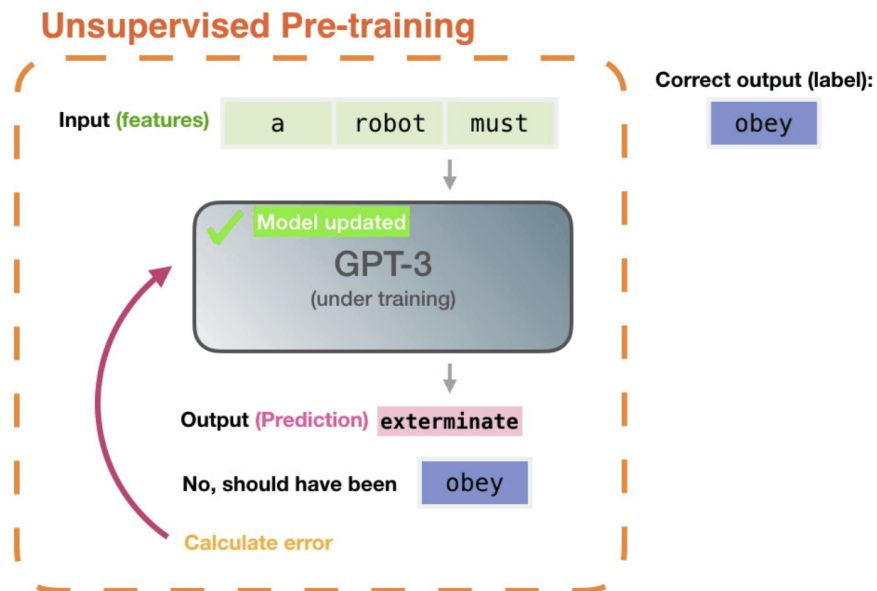 Unsupervised Pre-training
Correct output (label):
obey
Input (features) a robot must
Model updated
GPT-3
(under training)
Output (Prediction) exterminate
No, should have been obey
Calculate error